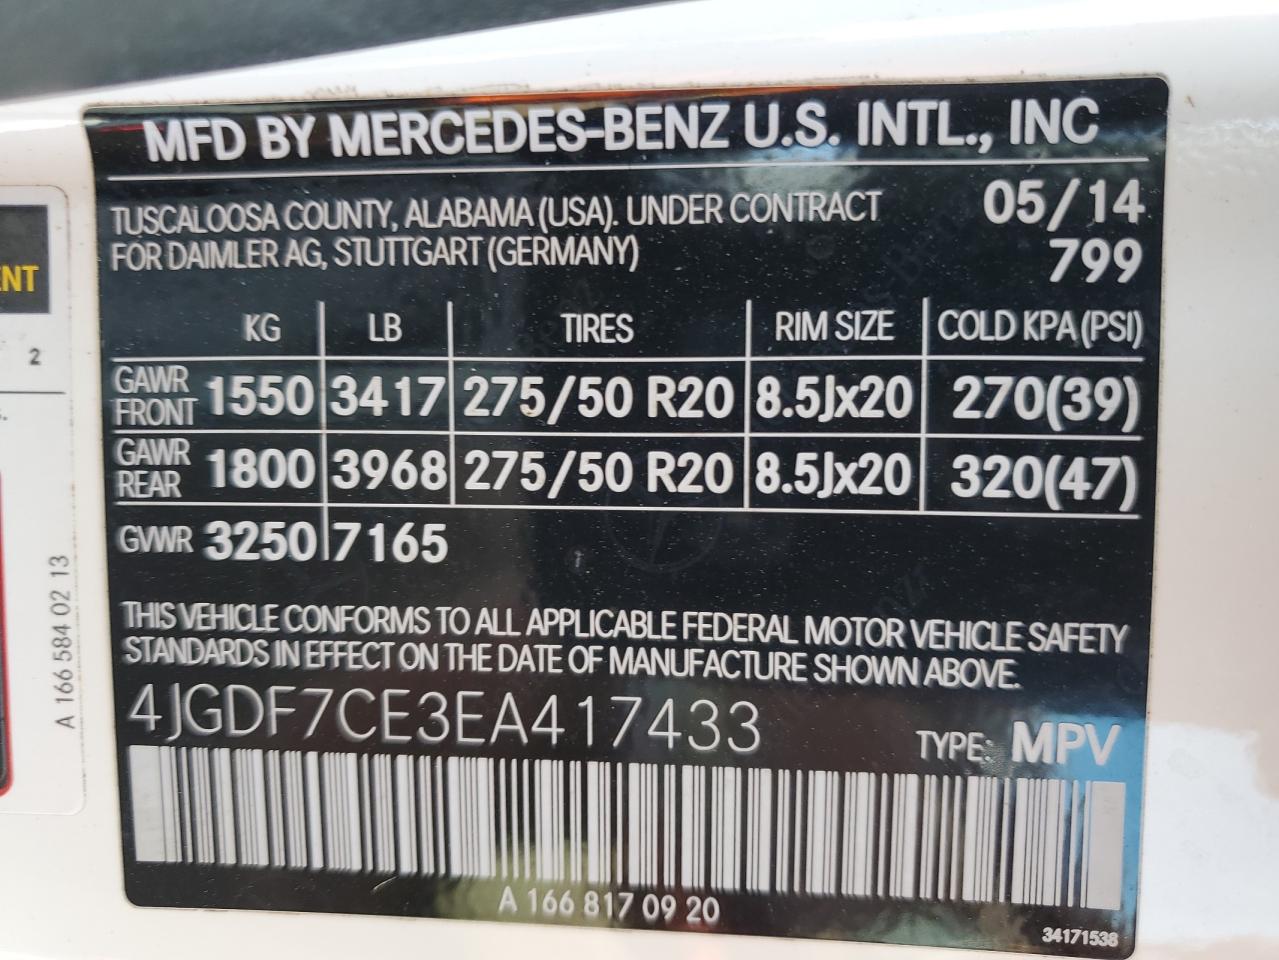 MFD BY MERCEDES-BENZ U.S. INTL., INC
TUSCALOOSA COUNTY, ALABAMA (USA). UNDER CONTRACT 05/14
FOR DAIMLER AG, STUTTGART (GERMANY) 799
KG LB TIRES RIM SIZE COLD KPA (PSI)
GAWR FRONT 1550 3417 275/50 R20 8.5Jx20 270(39)
GAWR REAR 1800 3968 275/50 R20 8.5Jx20 320(47)
GVWR 3250 7165
THIS VEHICLE CONFORMS TO ALL APPLICABLE FEDERAL MOTOR VEHICLE SAFETY
STANDARDS IN EFFECT ON THE DATE OF MANUFACTURE SHOWN ABOVE.
4JGDF7CE3EA417433
TYPE: MPV
A 166 817 09 20
34171538
2
A 166 584 02 13